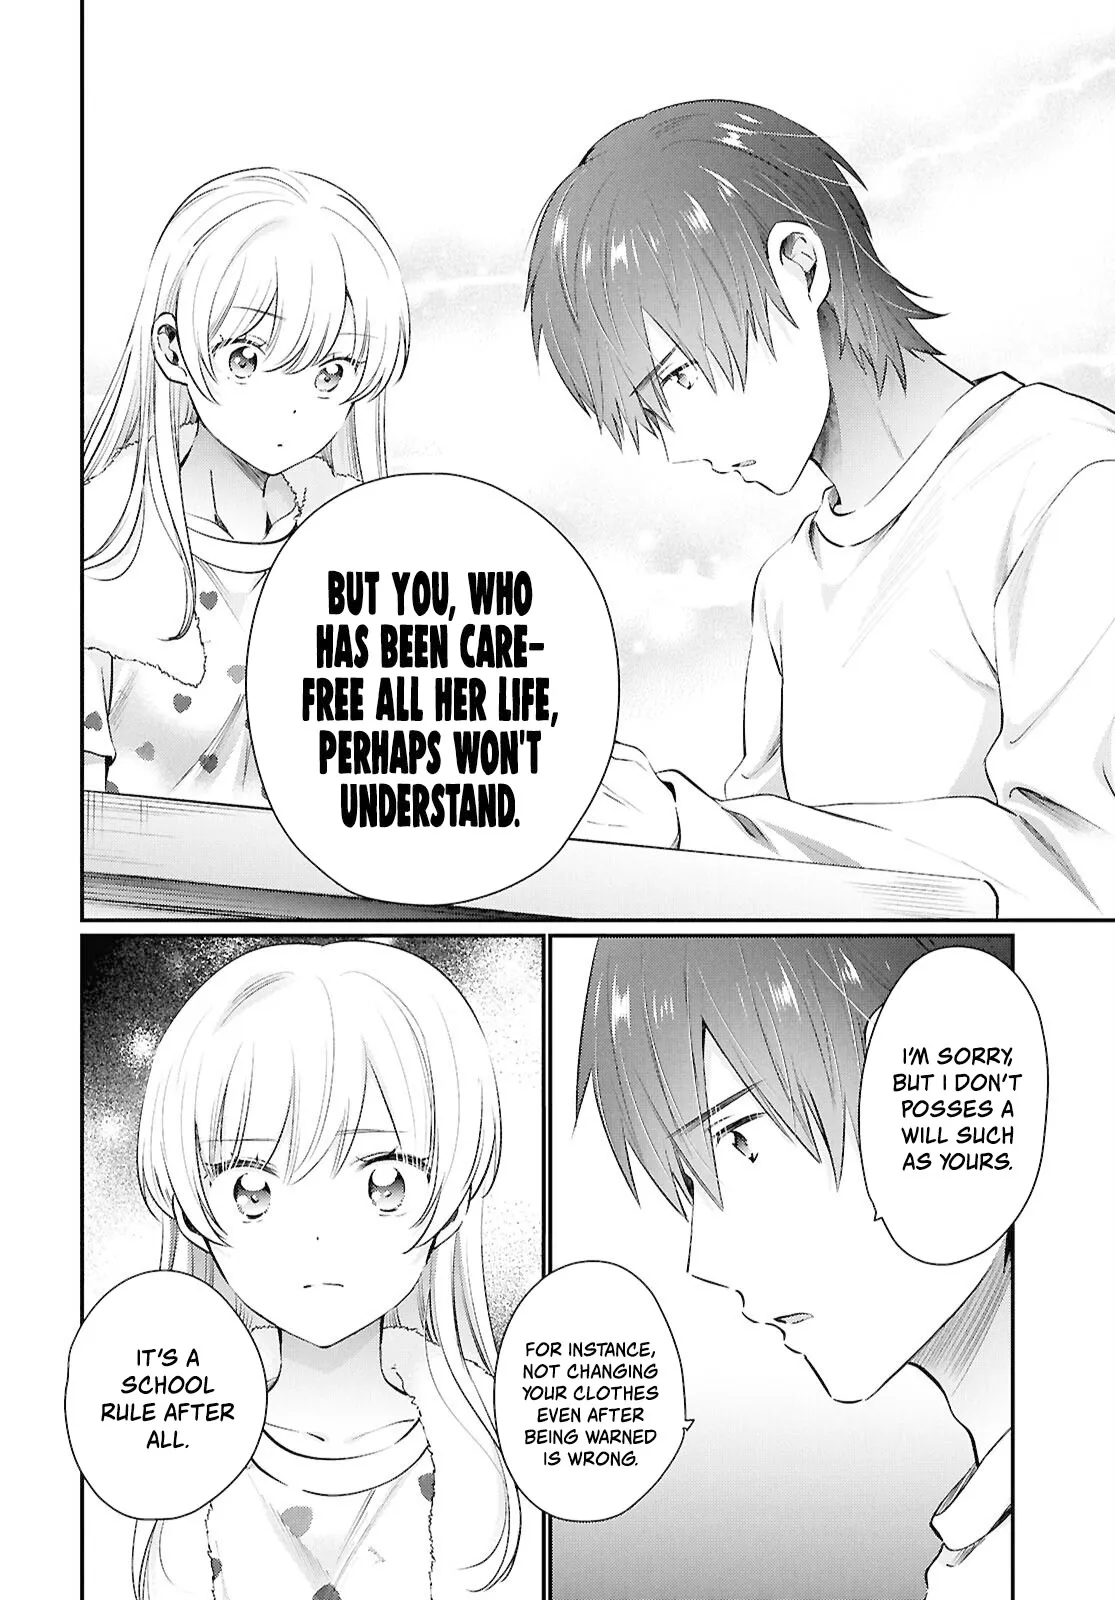 BUT YOU, WHO
HAS BEEN CARE-
FREE ALL HER LIFE,
PERHAPS WON'T
UNDERSTAND.
I'M SORRY,
BUT I DON'T
POSSES A
WILL SUCH
AS YOURS.
FOR INSTANCE,
NOT CHANGING
YOUR CLOTHES
EVEN AFTER
BEING WARNED
IS WRONG.
IT'S A
SCHOOL
RULE AFTER
ALL.